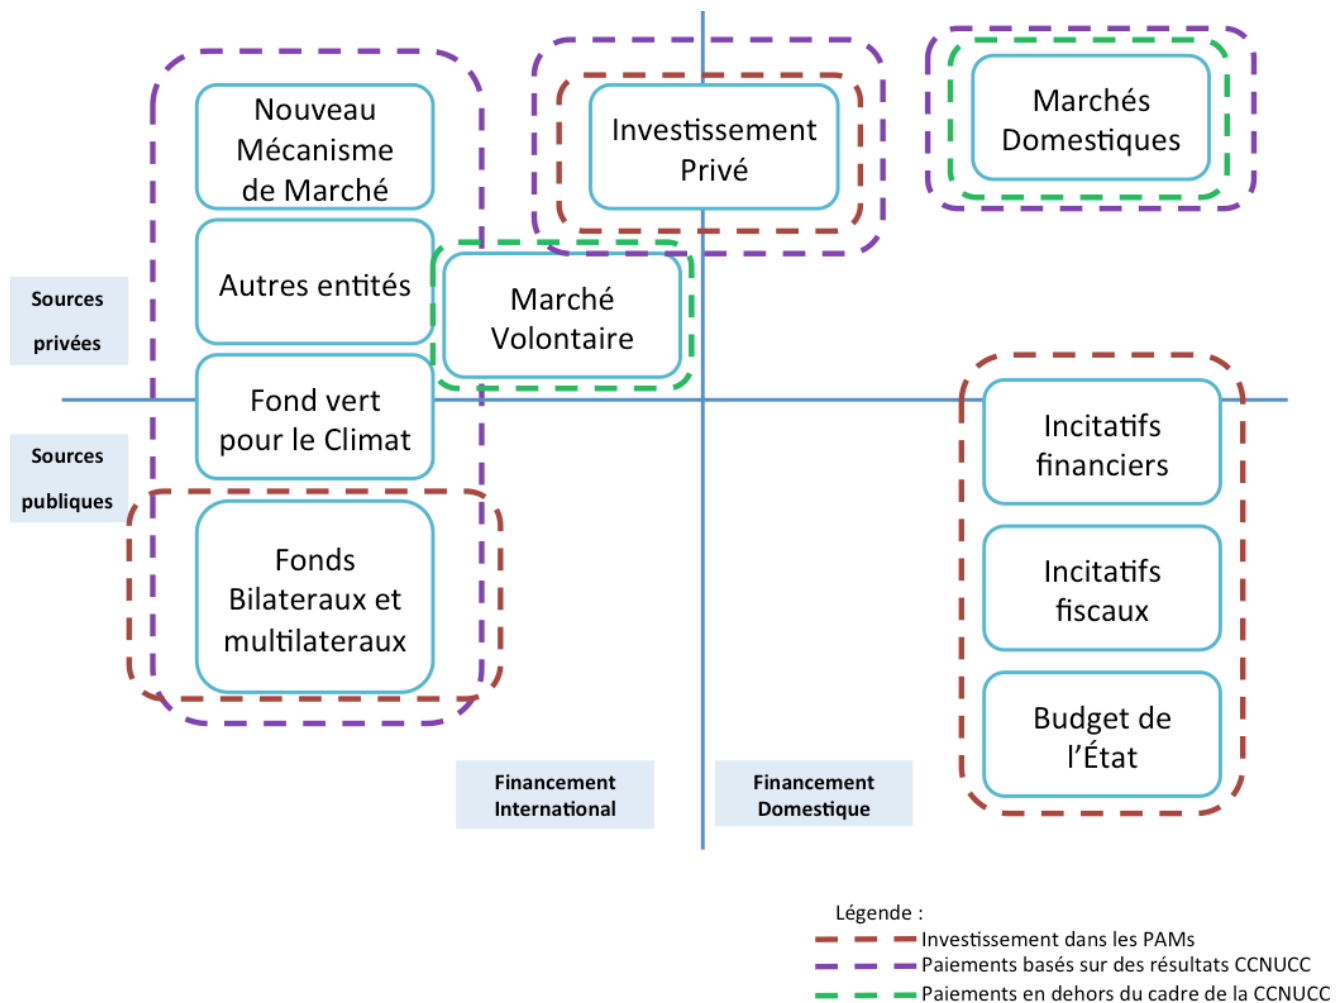 Nouveau
Mécanisme
de Marché
Investissement
Privé
Marchés
Domestiques
Autres entités
Marché
Volontaire
Sources
privées
Fond vert
pour le Climat
Incitatifs
financiers
Sources
publiques
Fonds
Bilateraux et
multilateraux
Incitatifs
fiscaux
Budget de
l’État
Financement
International
Financement
Domestique
Légende :
Investissement dans les PAMs
Paiements basés sur des résultats CCNUCC
Paiements en dehors du cadre de la CCNUCC